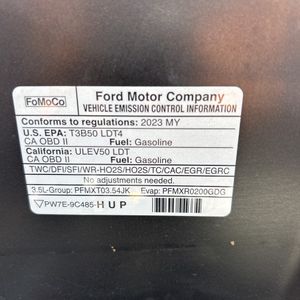 FoMoCo
Ford Motor Company
VEHICLE EMISSION CONTROL INFORMATION
Conforms to regulations: 2023 MY
U.S. EPA: T3B50 LDT4
CA OBD II Fuel: Gasoline
California: ULEV50 LDT
CA OBD II Fuel: Gasoline
TWC/DFI/SFI/WR-HO2S/HO2S/TC/CAC/EGR/EGRC
No adjustments needed.
3.5L-Group: PFMXT03.54JK Evap: PFMXR0200GDG
PW7E-9C485-HUP